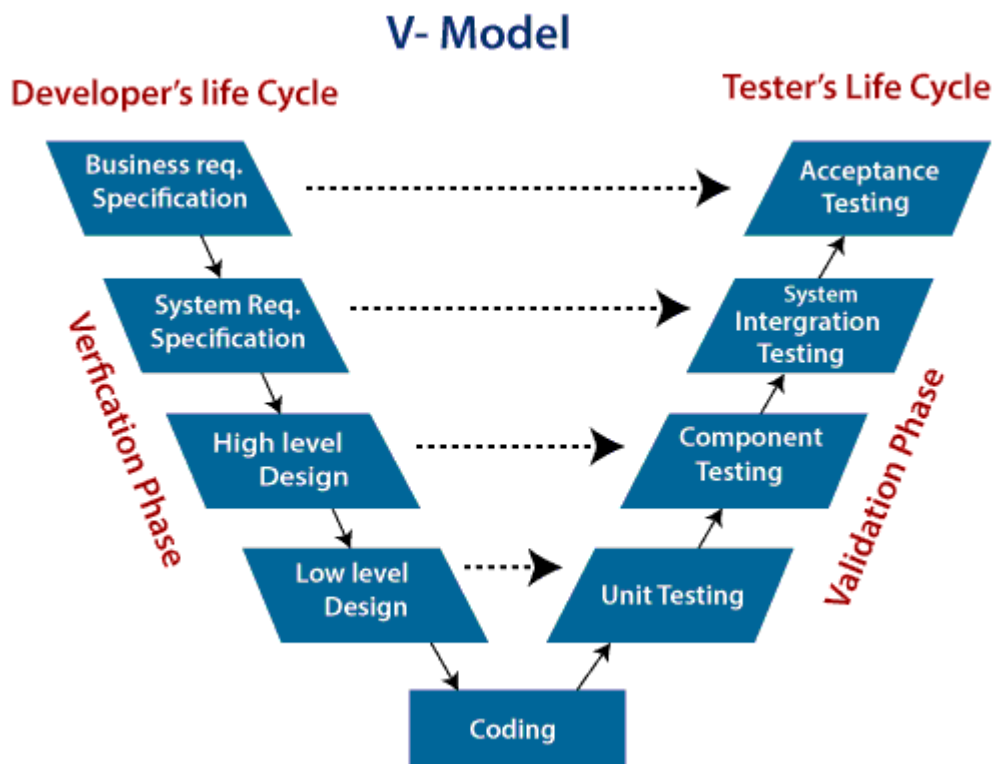 V- Model
Developer's life Cycle
Tester's Life Cycle
Business req.
Specification
Acceptance
Testing
System Req.
Specification
System
Intergration
Testing
Verfication Phase
High level
Design
Component
Testing
Validation Phase
Low level
Design
Unit Testing
Coding